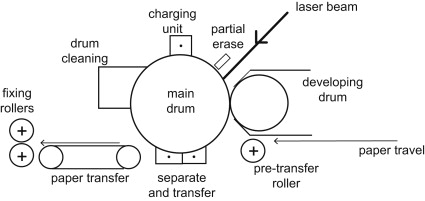 laser beam
charging
unit
partial
erase
drum
cleaning
fixing
rollers
main
drum
developing
drum
paper travel
paper transfer
separate
and transfer
pre-transfer
roller